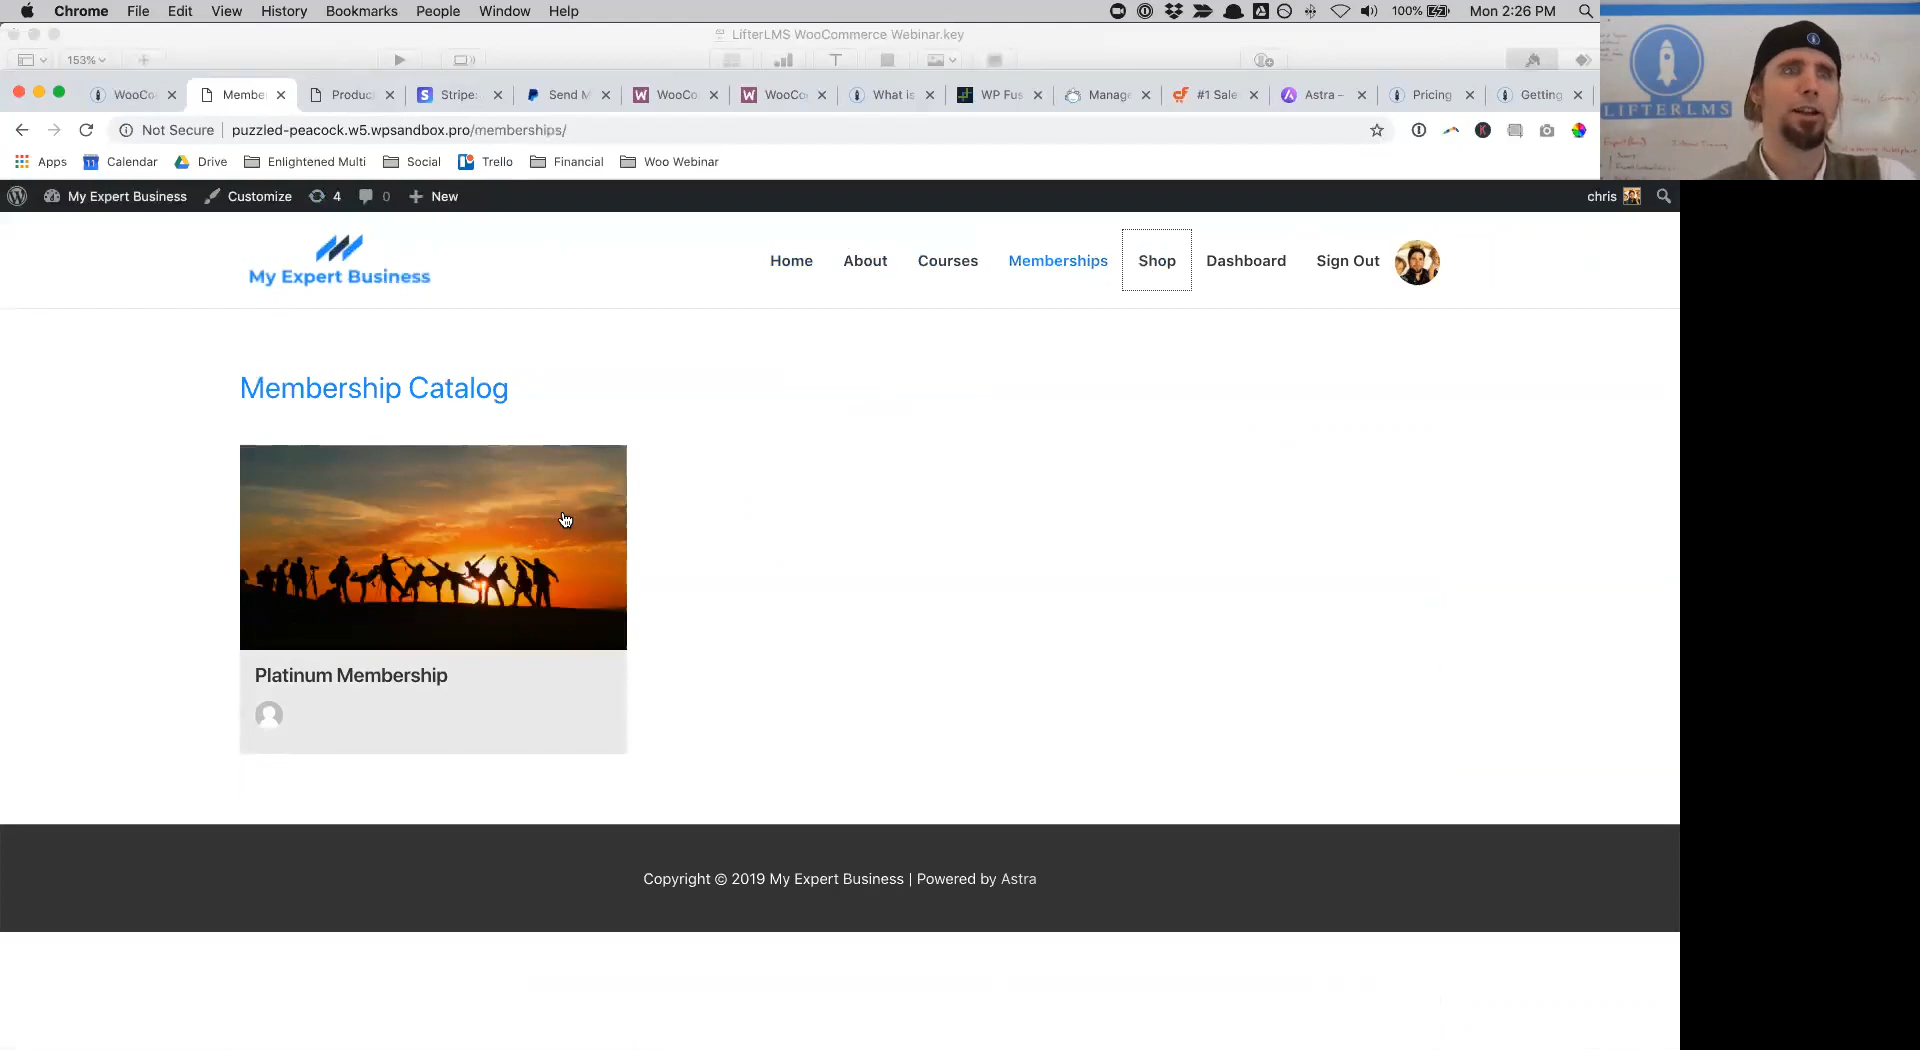 Chrome File Edit View History Bookmarks People Window Help 100% Mon 2:26 PM
LifterLMS WooCommerce Webinar.key
153%
WooCo Membe Produc Stripe: Send M WooCo WooCo What is WP Fus Manage #1 Sale Astra – Pricing Getting
Not Secure puzzled-peacock.w5.wpsandbox.pro/memberships/
Apps Calendar Drive Enlightened Multi Social Trello Financial Woo Webinar
My Expert Business Customize 4 0 New chris
LIFTERLMS
My Expert Business
Home About Courses Memberships Shop Dashboard Sign Out
Membership Catalog
Platinum Membership
Copyright © 2019 My Expert Business | Powered by Astra